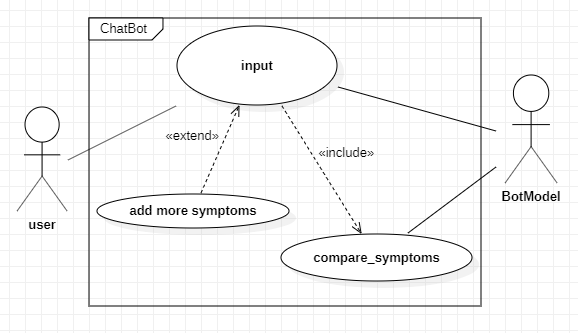 ChatBot
input
«extend»
«include»
add more symptoms
compare_symptoms
user
BotModel